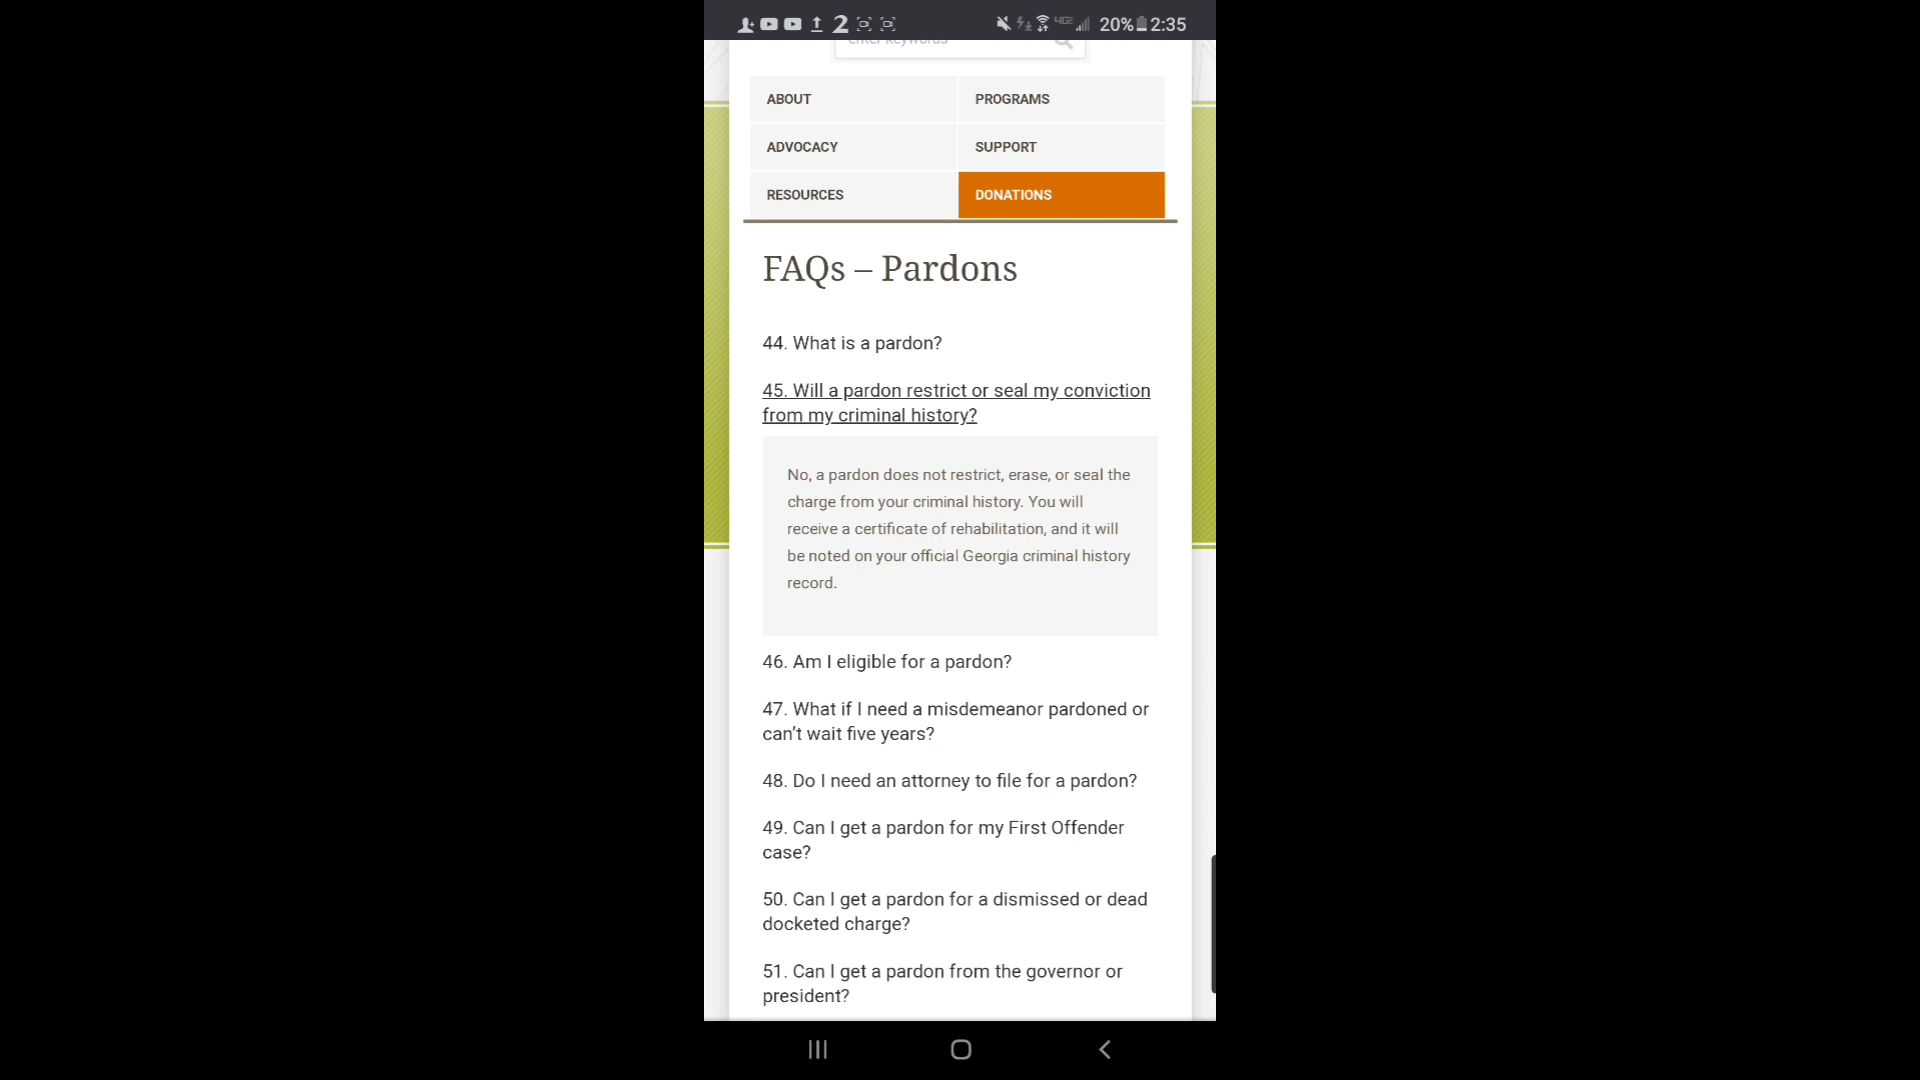 2 20% 2:35
enter keywords
ABOUT
PROGRAMS
ADVOCACY
SUPPORT
RESOURCES
DONATIONS
FAQs – Pardons
44. What is a pardon?
45. Will a pardon restrict or seal my conviction
from my criminal history?
No, a pardon does not restrict, erase, or seal the
charge from your criminal history. You will
receive a certificate of rehabilitation, and it will
be noted on your official Georgia criminal history
record.
46. Am I eligible for a pardon?
47. What if I need a misdemeanor pardoned or
can’t wait five years?
48. Do I need an attorney to file for a pardon?
49. Can I get a pardon for my First Offender
case?
50. Can I get a pardon for a dismissed or dead
docketed charge?
51. Can I get a pardon from the governor or
president?